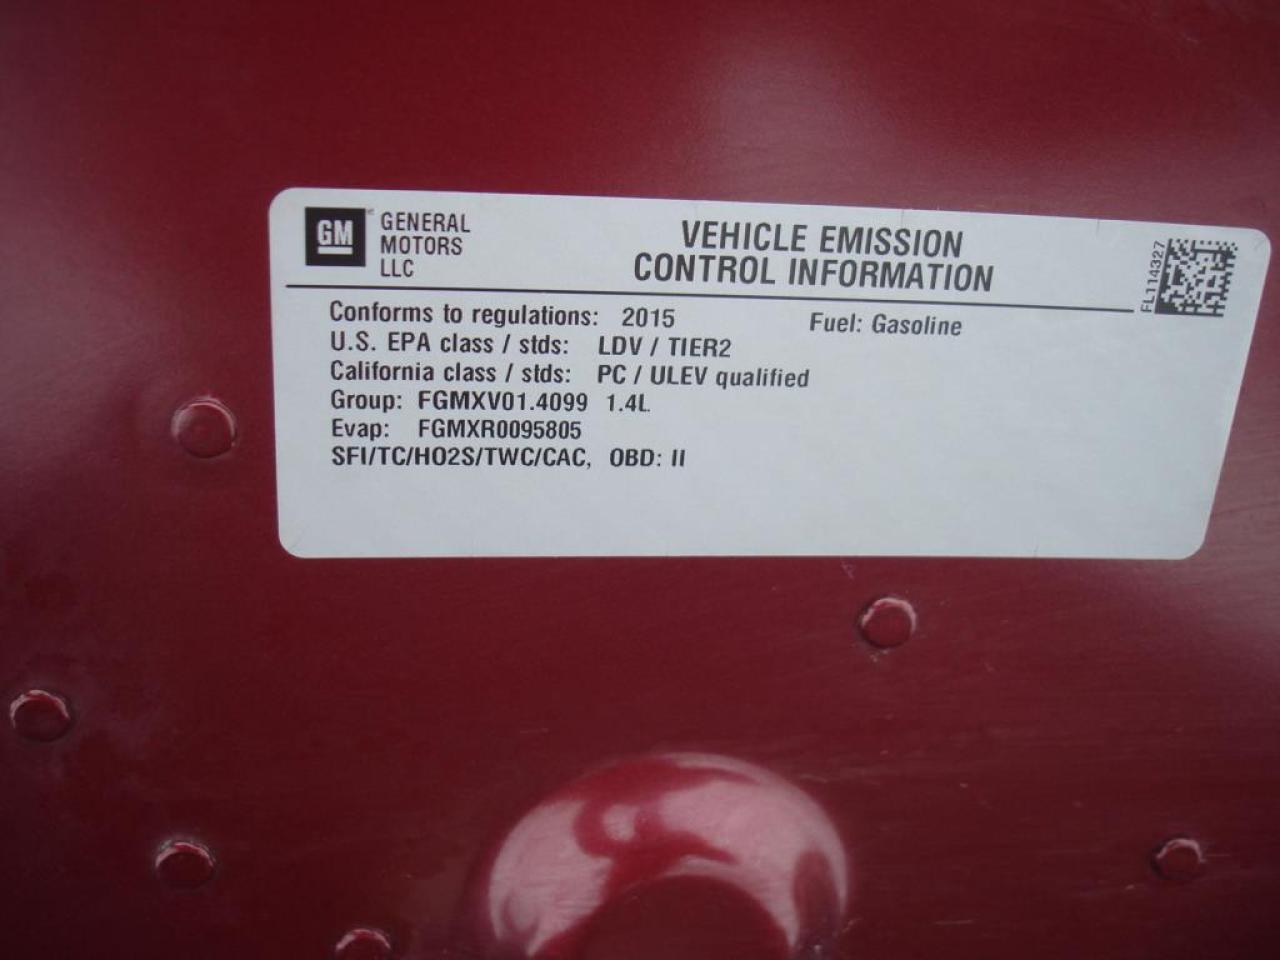 GM
GENERAL
MOTORS
LLC
VEHICLE EMISSION
CONTROL INFORMATION
FL114327
Conforms to regulations: 2015 Fuel: Gasoline
U.S. EPA class / stds: LDV / TIER2
California class / stds: PC / ULEV qualified
Group: FGMXV01.4099 1.4L
Evap: FGMXR0095805
SFI/TC/HO2S/TWC/CAC, OBD: II